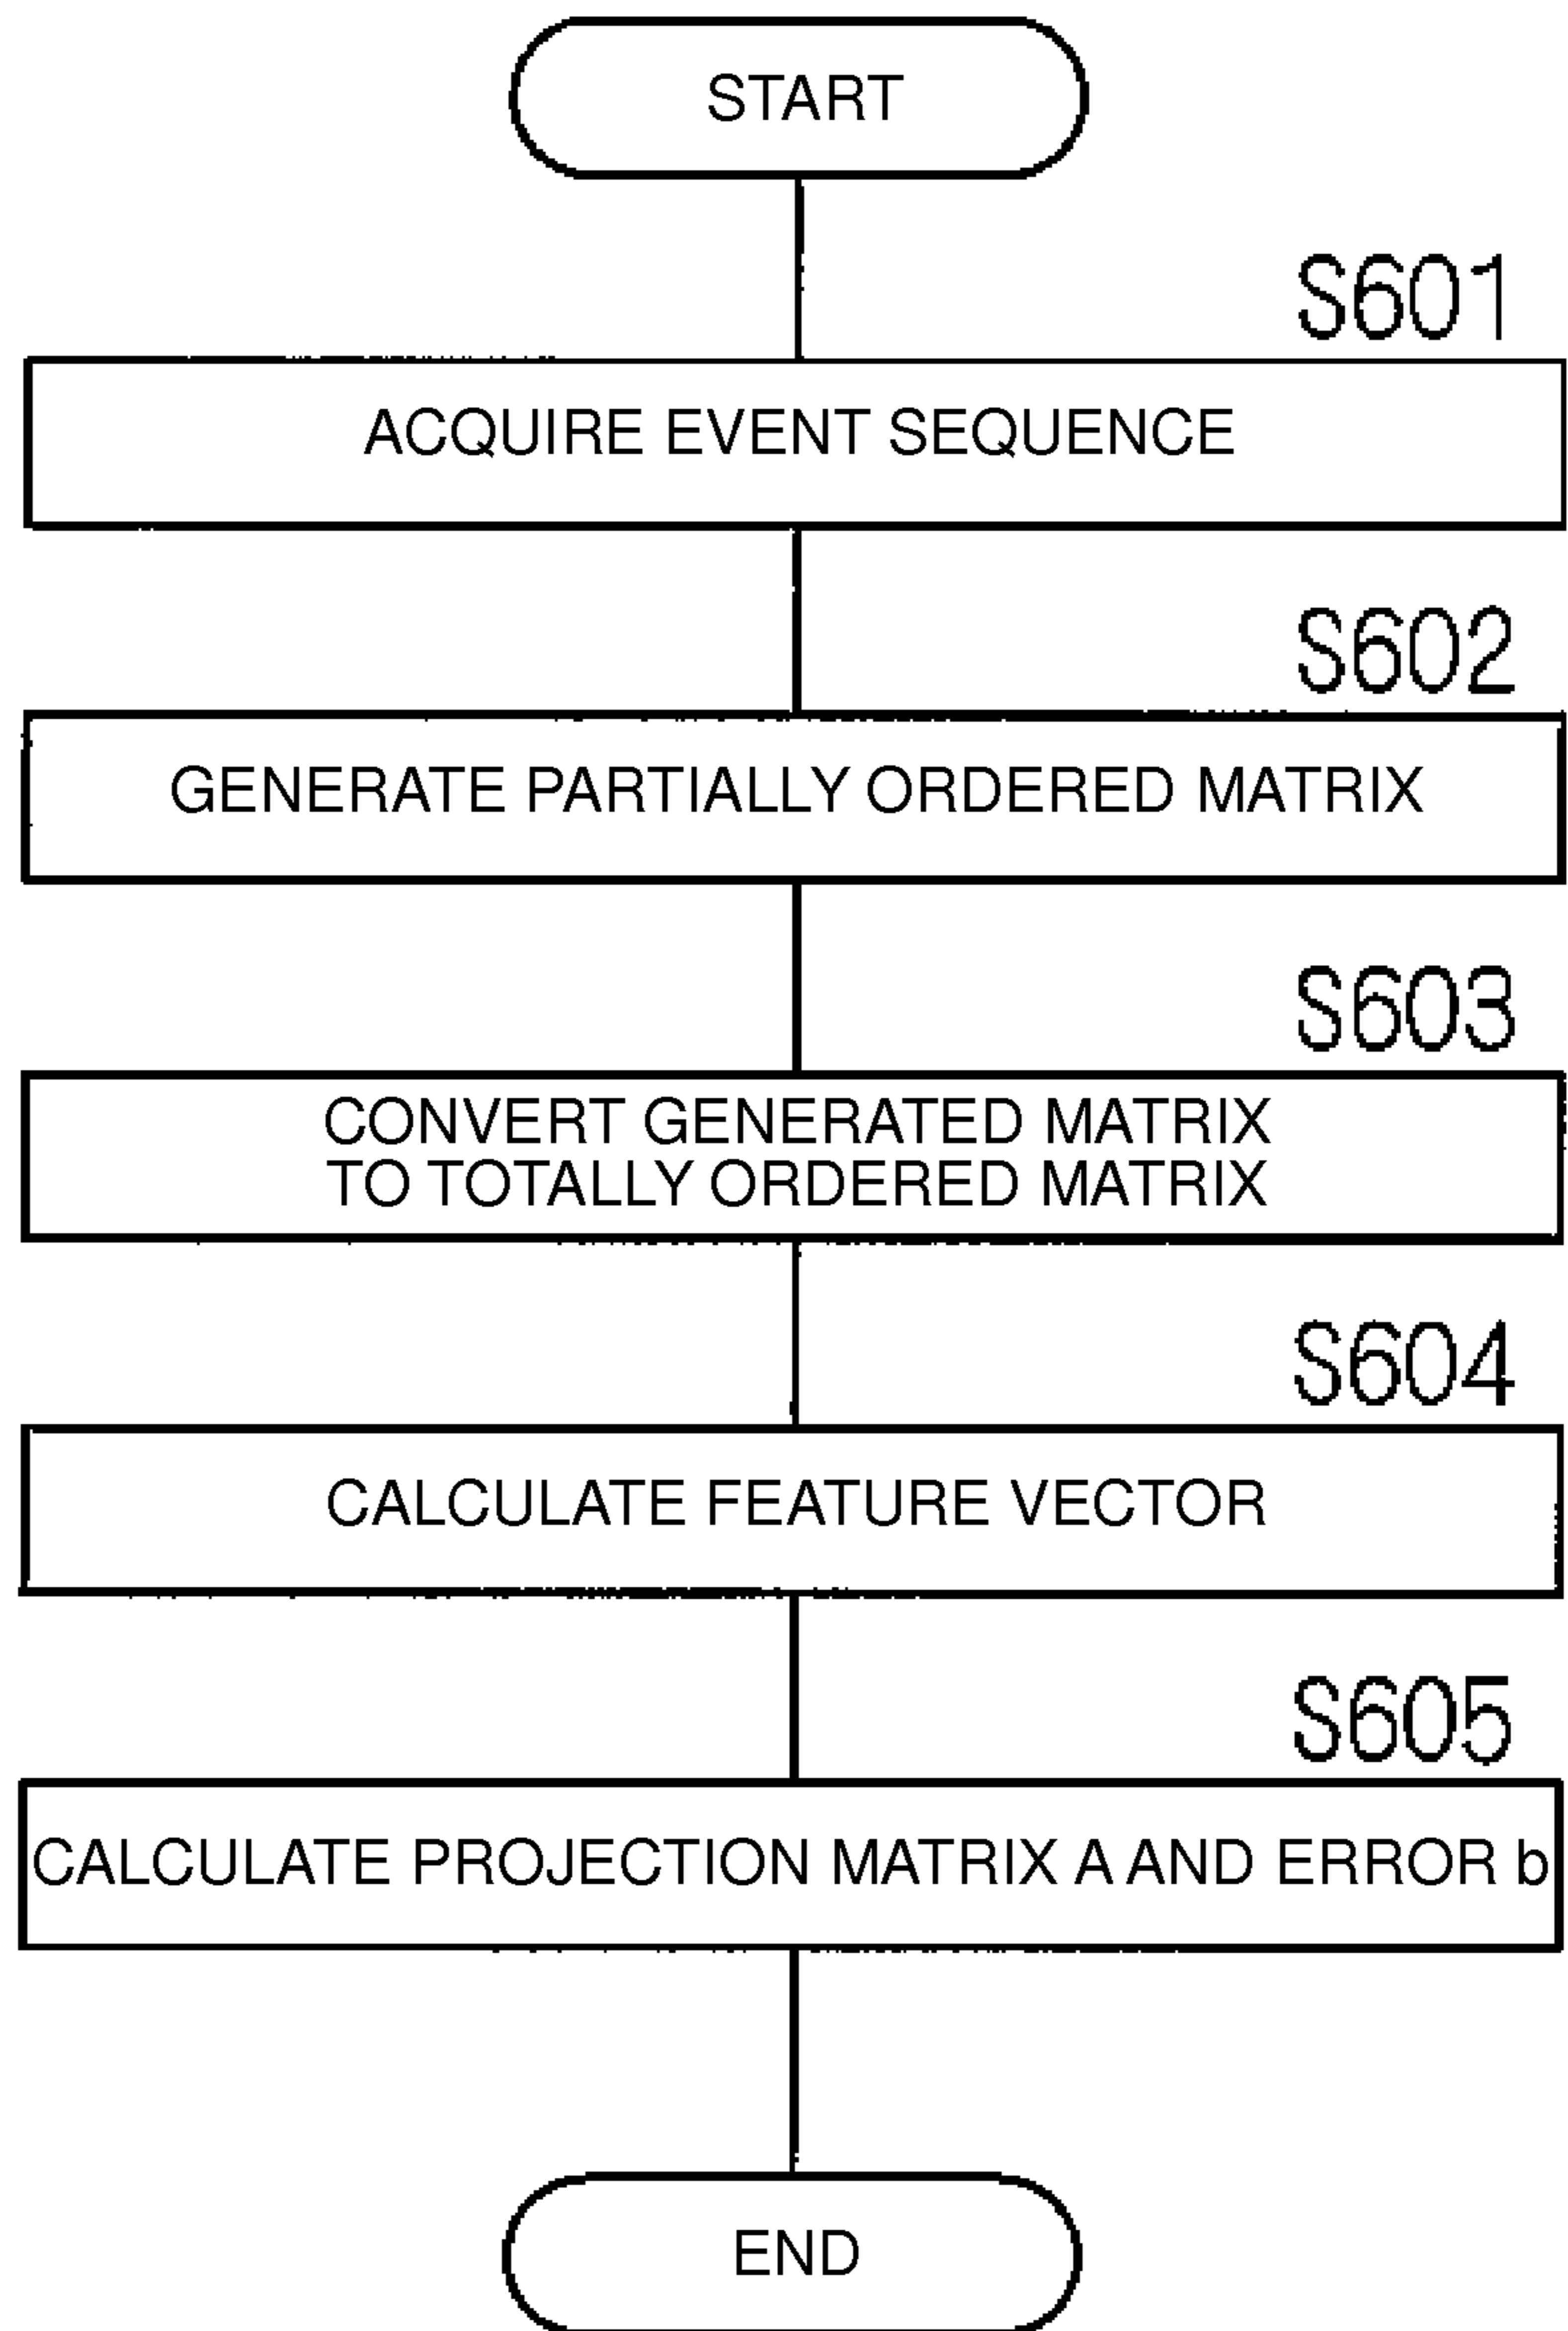 START
S601
ACQUIRE EVENT SEQUENCE
S602
GENERATE PARTIALLY ORDERED MATRIX
S603
CONVERT GENERATED MATRIX
TO TOTALLY ORDERED MATRIX
S604
CALCULATE FEATURE VECTOR
S605
CALCULATE PROJECTION MATRIX A AND ERROR b
END